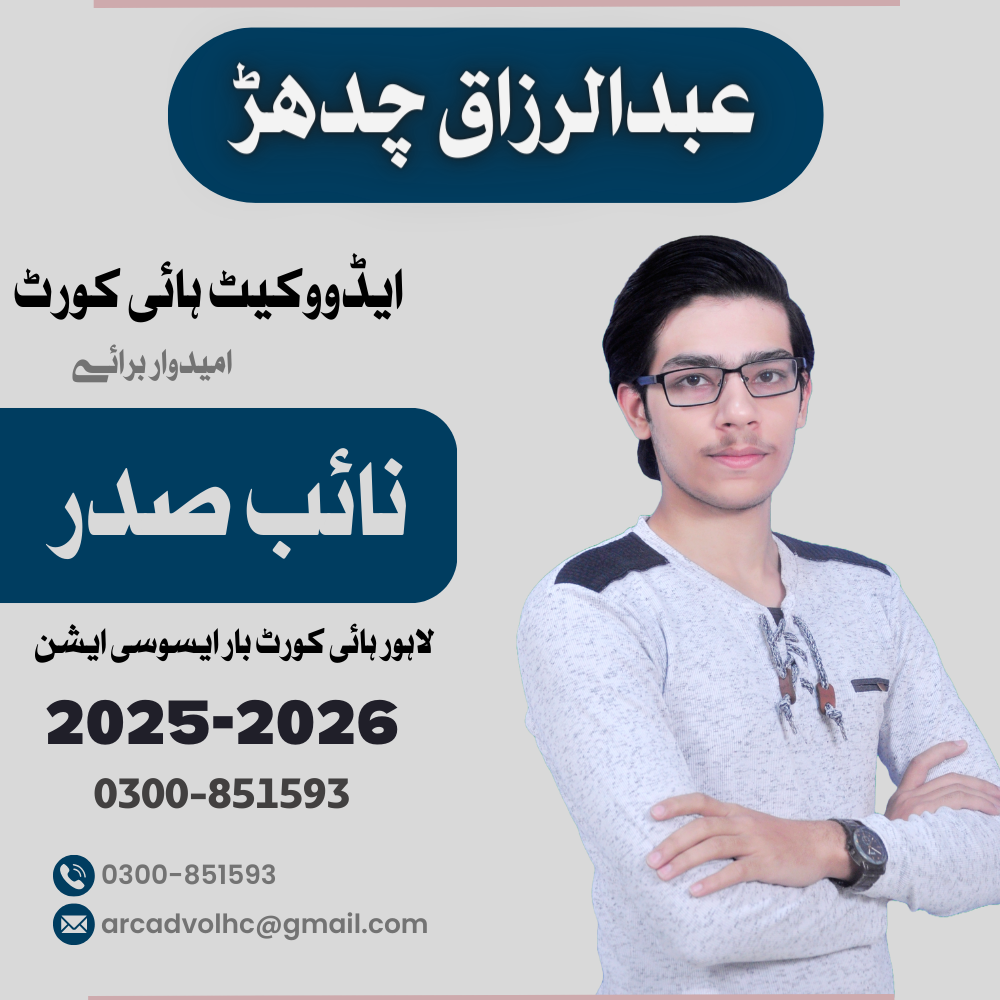 عبدالرزاق چدھڑ
ایڈووکیٹ ہائی کورٹ
امیدوار برائے
نائب صدر
لاہور ہائی کورٹ بار ایسوسی ایشن
2025-2026
0300-851593
0300-851593
arcadvolhc@gmail.com